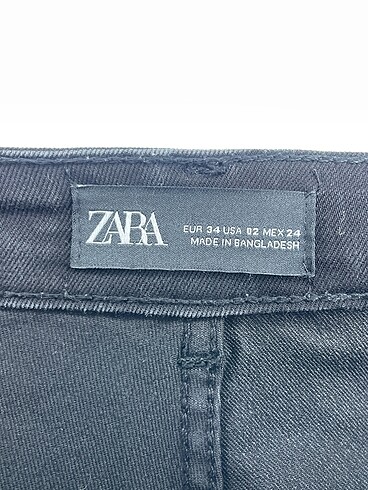 ZARA
EUR 34 USA 02 MEX 24
MADE IN BANGLADESH